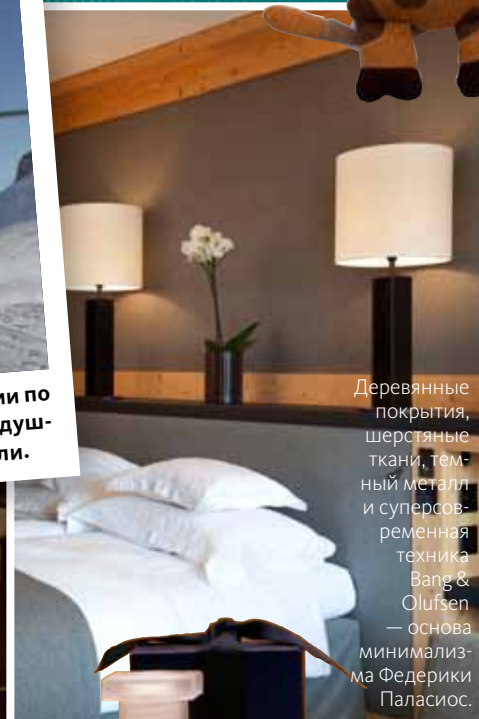 ии по
душ-
ли.
Деревянные
покрытия,
шерстяные
ткани, тем-
ный металл
и суперсов-
ременная
техника
Bang &
Olufsen
— основа
минимализ-
ма Федерики
Паласиос.